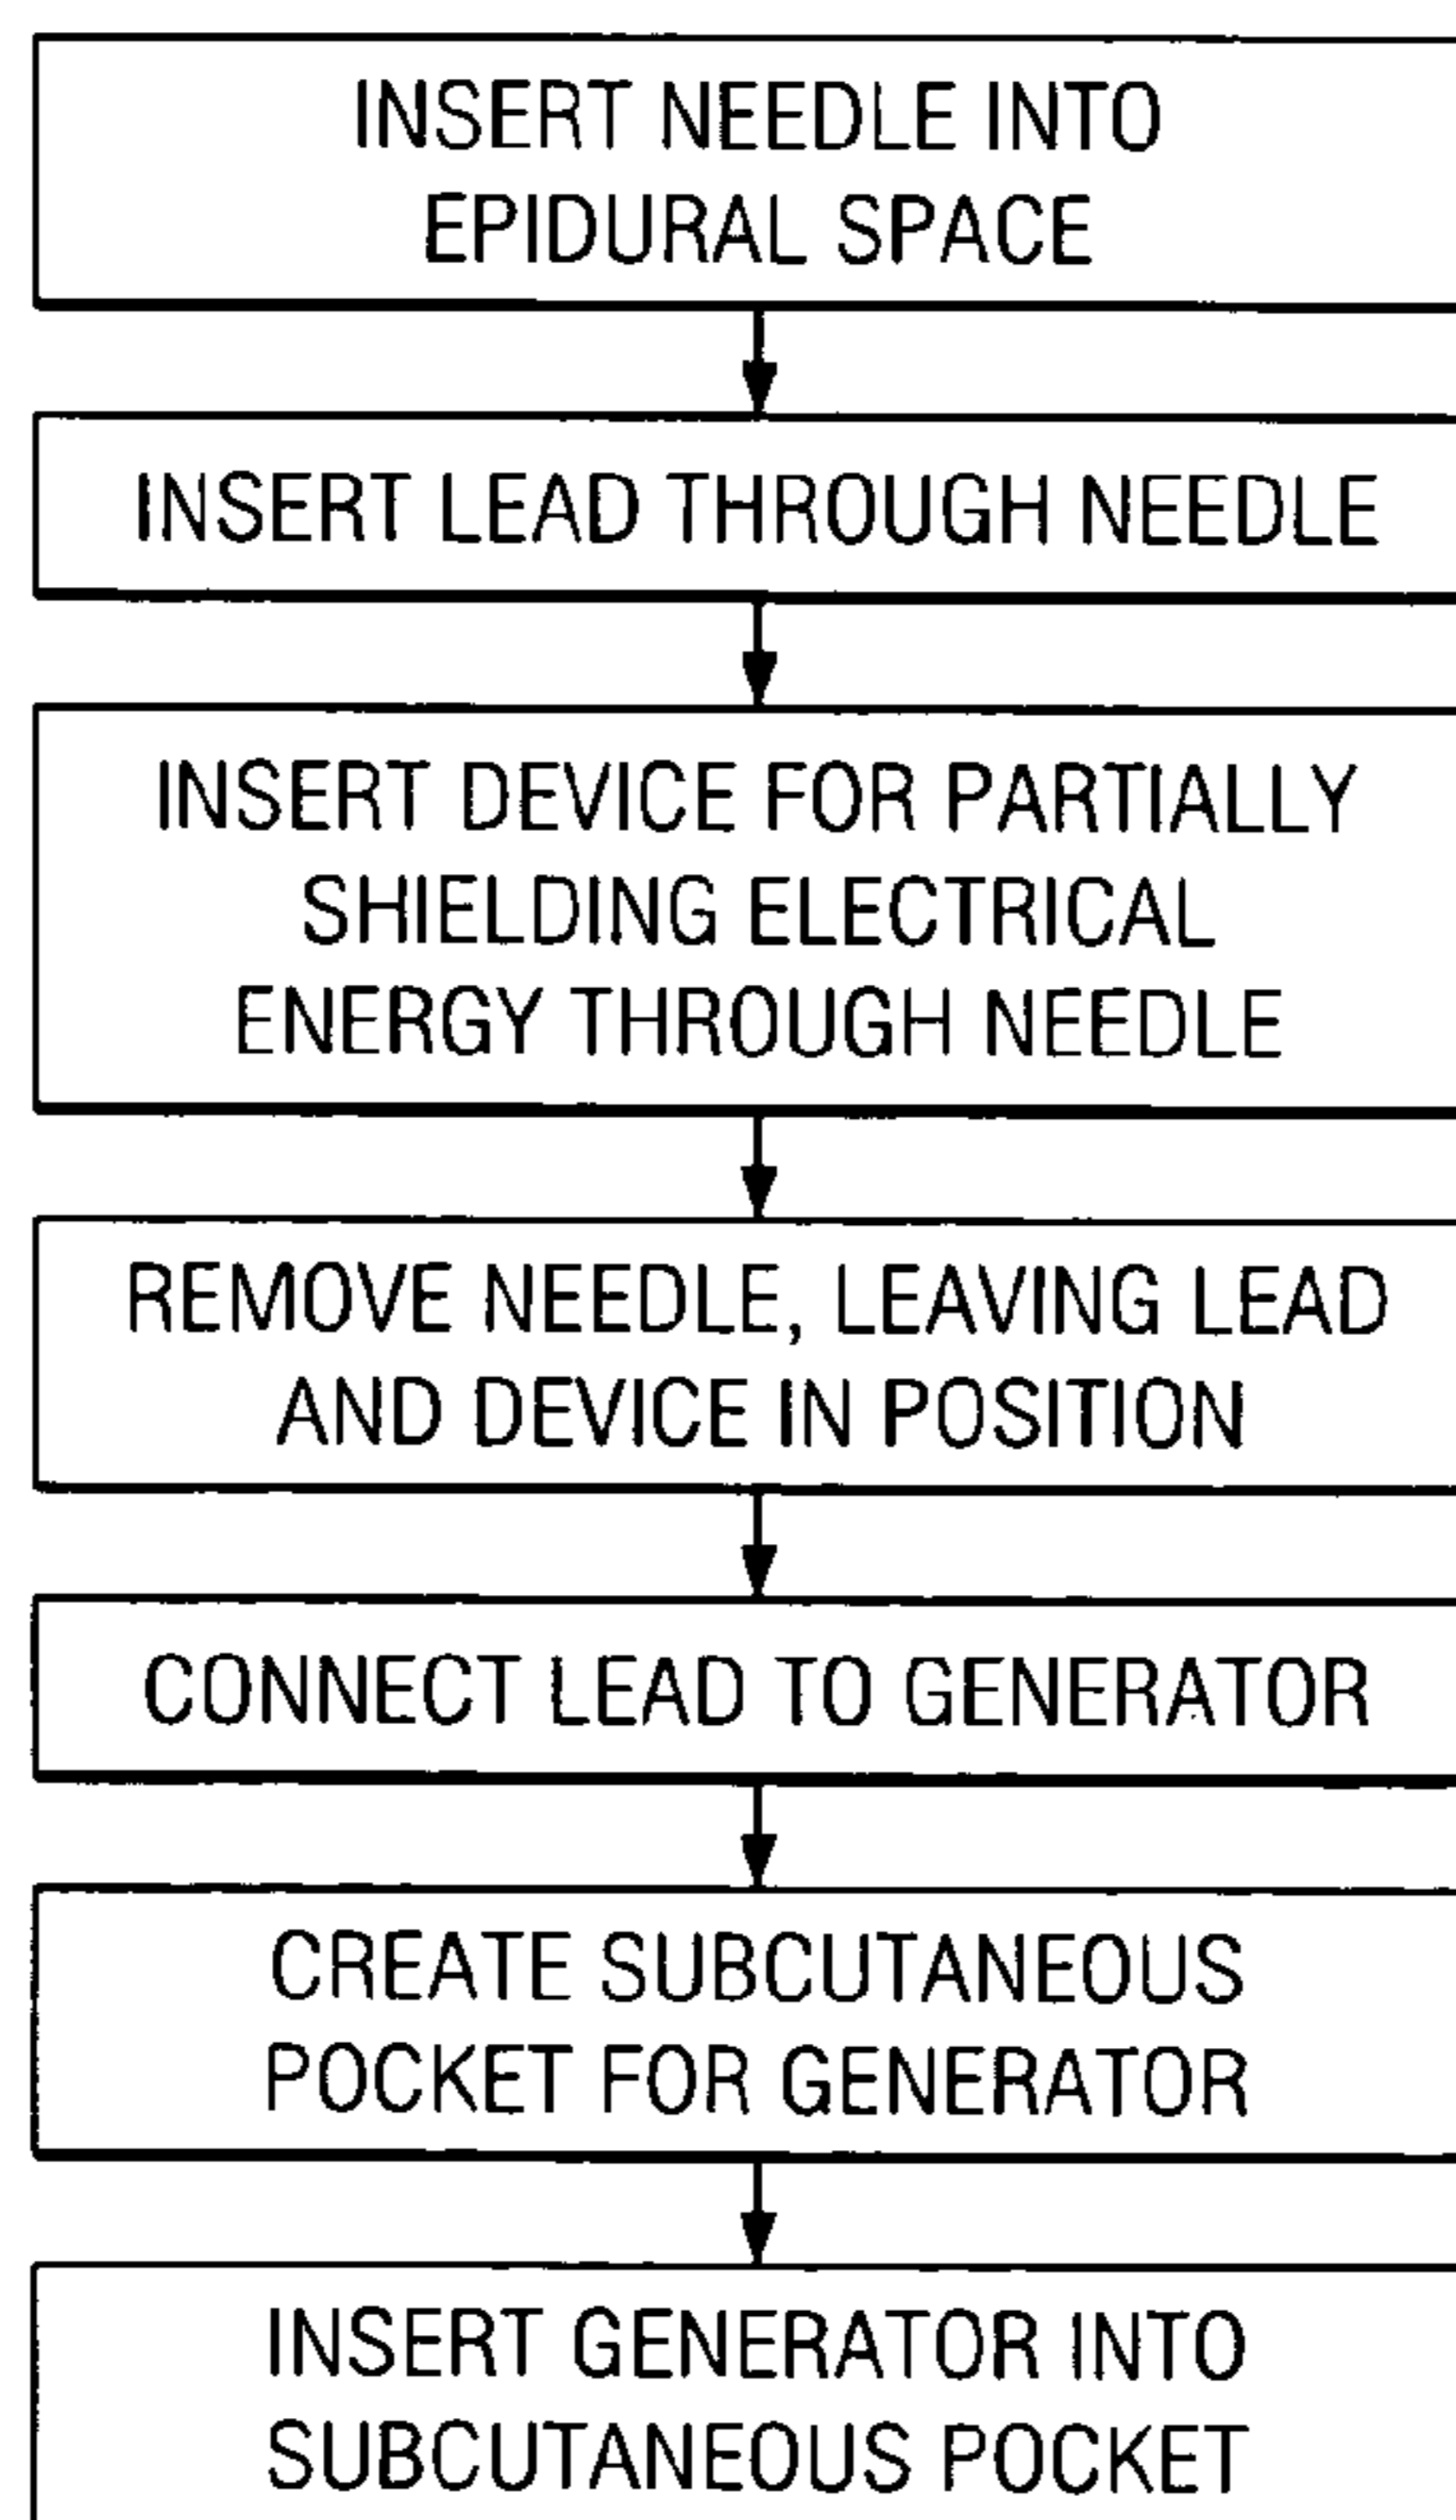 INSERT NEEDLE INTO
EPIDURAL SPACE
INSERT LEAD THROUGH NEEDLE
INSERT DEVICE FOR PARTIALLY
SHIELDING ELECTRICAL
ENERGY THROUGH NEEDLE
REMOVE NEEDLE, LEAVING LEAD
AND DEVICE IN POSITION
CONNECT LEAD TO GENERATOR
CREATE SUBCUTANEOUS
POCKET FOR GENERATOR
INSERT GENERATOR INTO
SUBCUTANEOUS POCKET